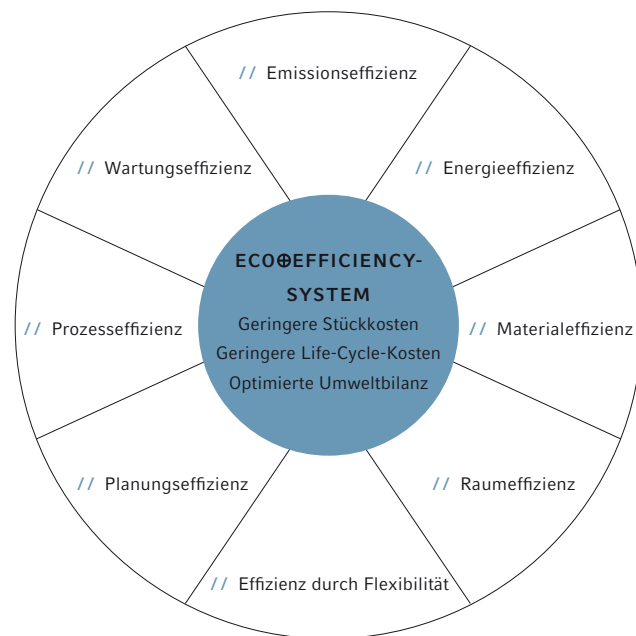 // Emissionseffizienz
// Wartungseffizienz
// Energieeffizienz
ECO⊕EFFICIENCY-
SYSTEM
Geringere Stückkosten
Geringere Life-Cycle-Kosten
Optimierte Umweltbilanz
// Prozesseffizienz
// Materialeffizienz
// Planungseffizienz
// Raumeffizienz
// Effizienz durch Flexibilität